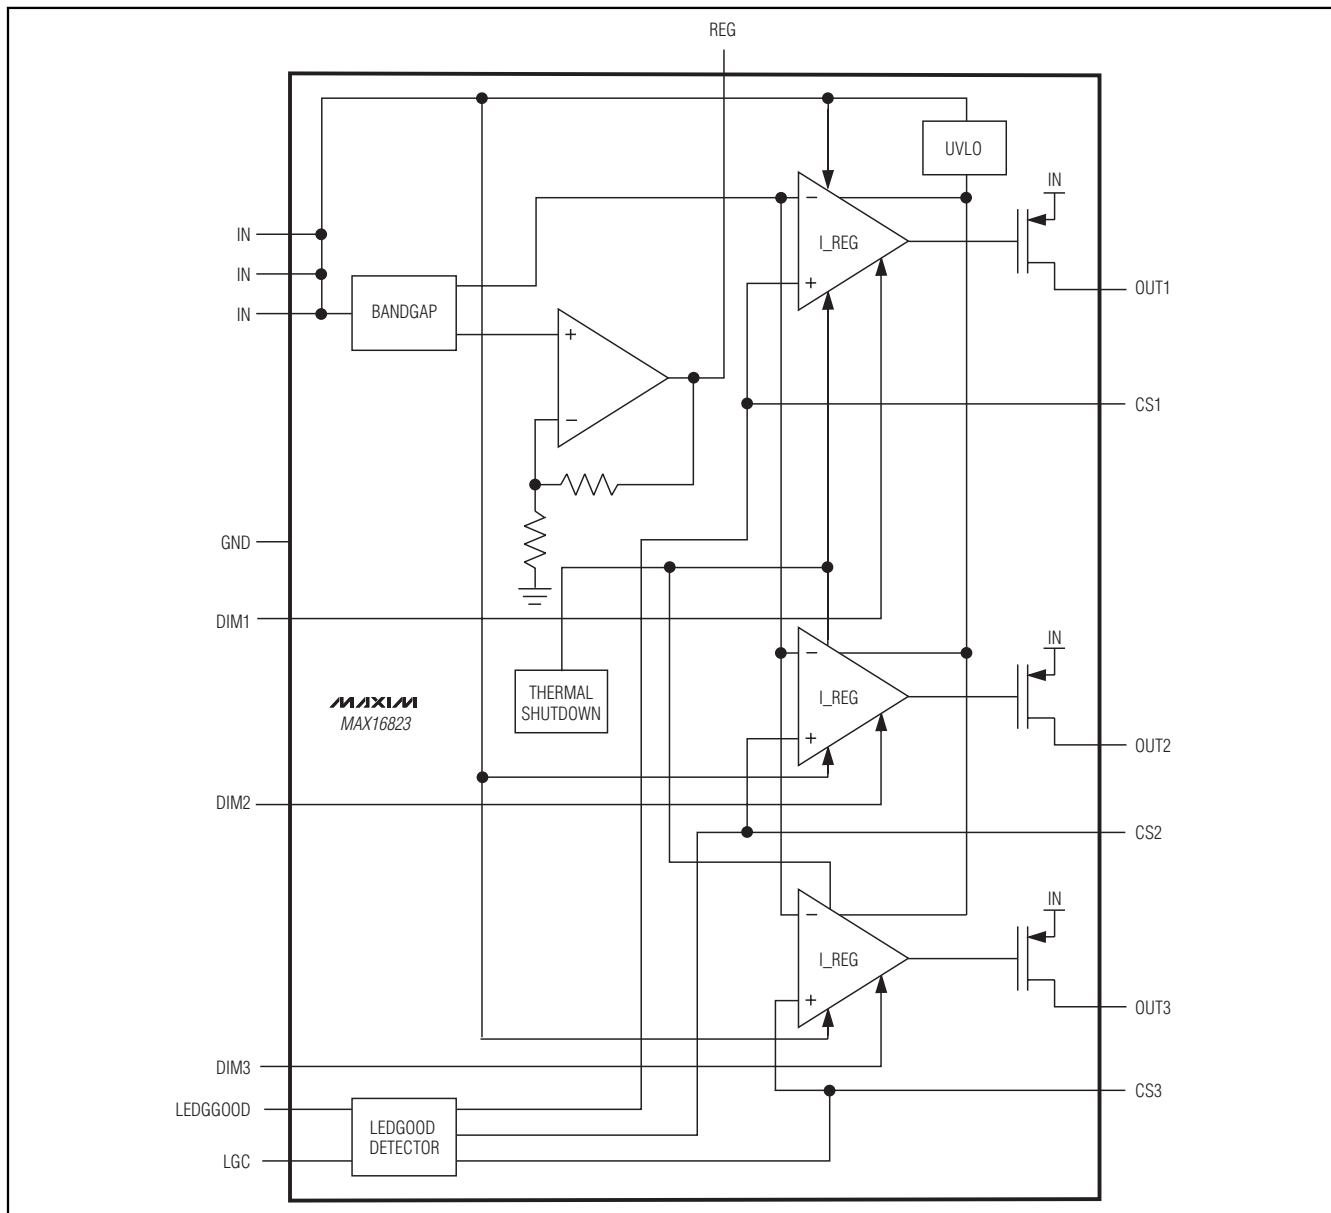 REG
UVLO
IN
−
I_REG
+
OUT1
IN
IN
IN
BANDGAP
+
−
CS1
GND
DIM1
IN
−
I_REG
+
OUT2
THERMAL
SHUTDOWN
MAXIM
MAX16823
DIM2
CS2
IN
−
I_REG
+
OUT3
DIM3
CS3
LEDGGOOD
LEDGOOD
DETECTOR
LGC